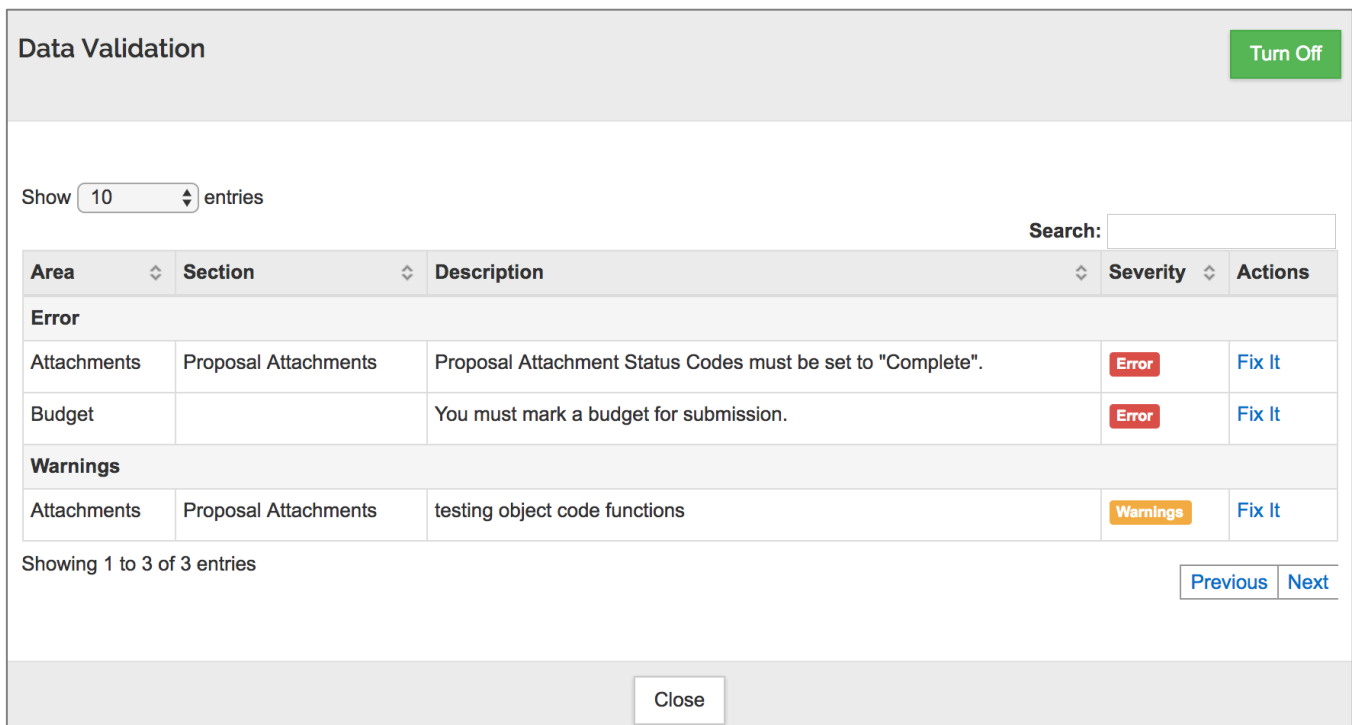 Data Validation
Turn Off
Show 10 entries
Search:
Area Section Description Severity Actions
Error
Attachments Proposal Attachments Proposal Attachment Status Codes must be set to "Complete". Error Fix It
Budget You must mark a budget for submission. Error Fix It
Warnings
Attachments Proposal Attachments testing object code functions Warnings Fix It
Showing 1 to 3 of 3 entries
Previous Next
Close